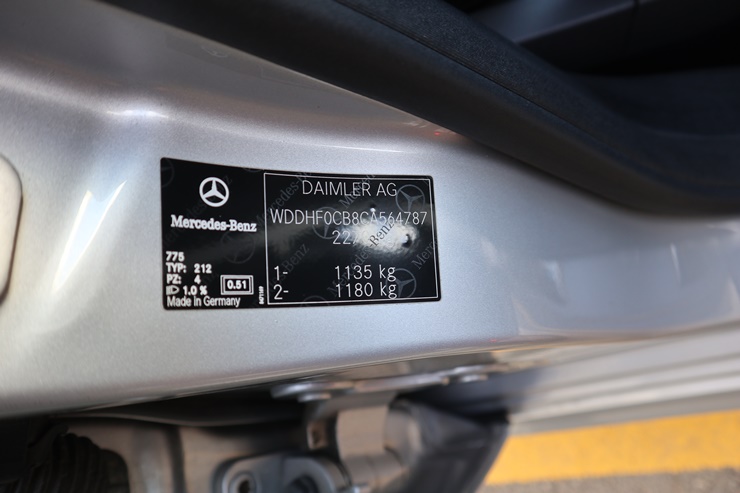 Mercedes-Benz
775
TYP: 212
PZ: 4
1.0 %
0.51
Made in Germany
DAIMLER AG
WDDHF0CB8CA564787
1- 1135 kg
2- 1180 kg